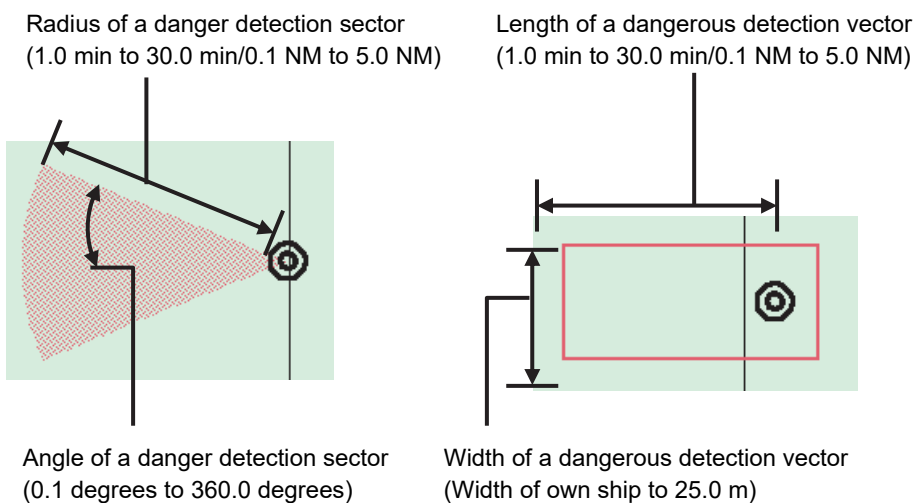 Radius of a danger detection sector
(1.0 min to 30.0 min/0.1 NM to 5.0 NM)
Length of a dangerous detection vector
(1.0 min to 30.0 min/0.1 NM to 5.0 NM)
Angle of a danger detection sector
(0.1 degrees to 360.0 degrees)
Width of a dangerous detection vector
(Width of own ship to 25.0 m)